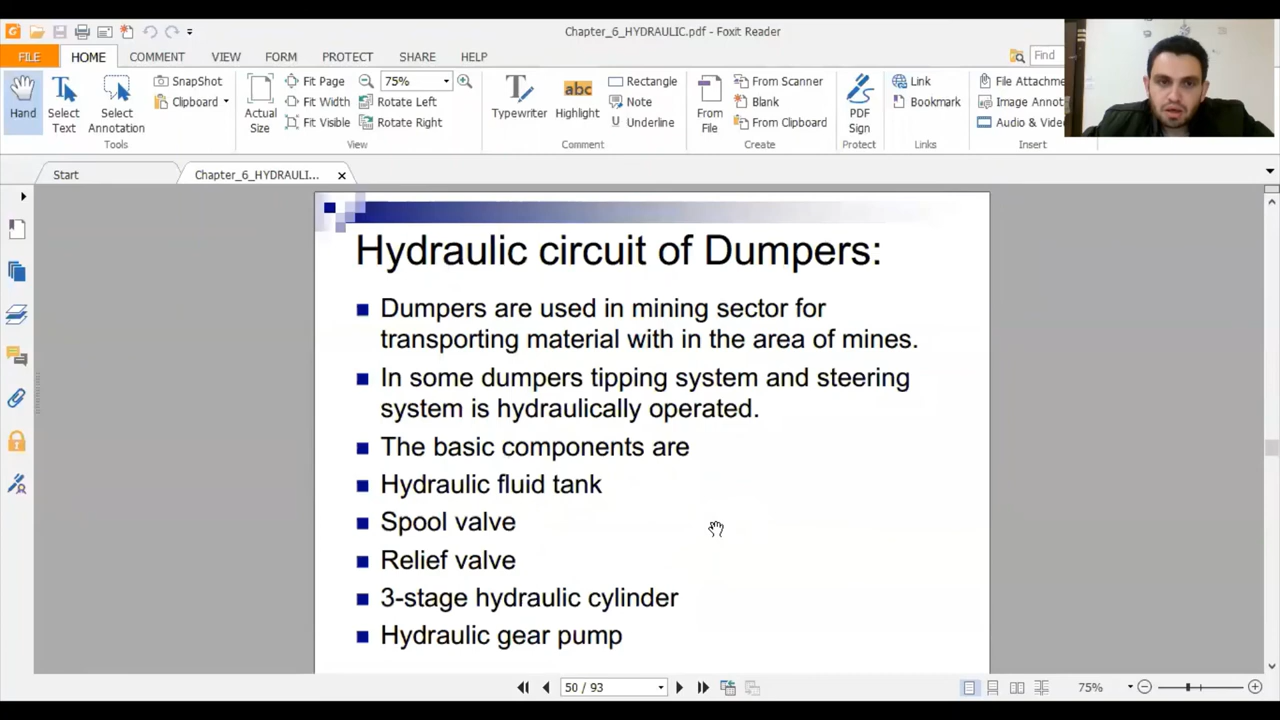 Chapter_6_HYDRAULIC.pdf - Foxit Reader
FILE HOME COMMENT VIEW FORM PROTECT SHARE HELP Find
Hand
Select Text
Select Annotation
SnapShot
Clipboard
Tools
Actual Size
Fit Page
Fit Width
Fit Visible
75%
Rotate Left
Rotate Right
View
Typewriter
abc
Highlight
Rectangle
Note
Underline
Comment
From File
From Scanner
Blank
From Clipboard
Create
PDF Sign
Protect
Link
Bookmark
Links
File Attachme
Image Annot
Audio & Vide
Insert
Start
Chapter_6_HYDRAULI...
Hydraulic circuit of Dumpers:
Dumpers are used in mining sector for
transporting material with in the area of mines.
In some dumpers tipping system and steering
system is hydraulically operated.
The basic components are
Hydraulic fluid tank
Spool valve
Relief valve
3-stage hydraulic cylinder
Hydraulic gear pump
50 / 93
75%